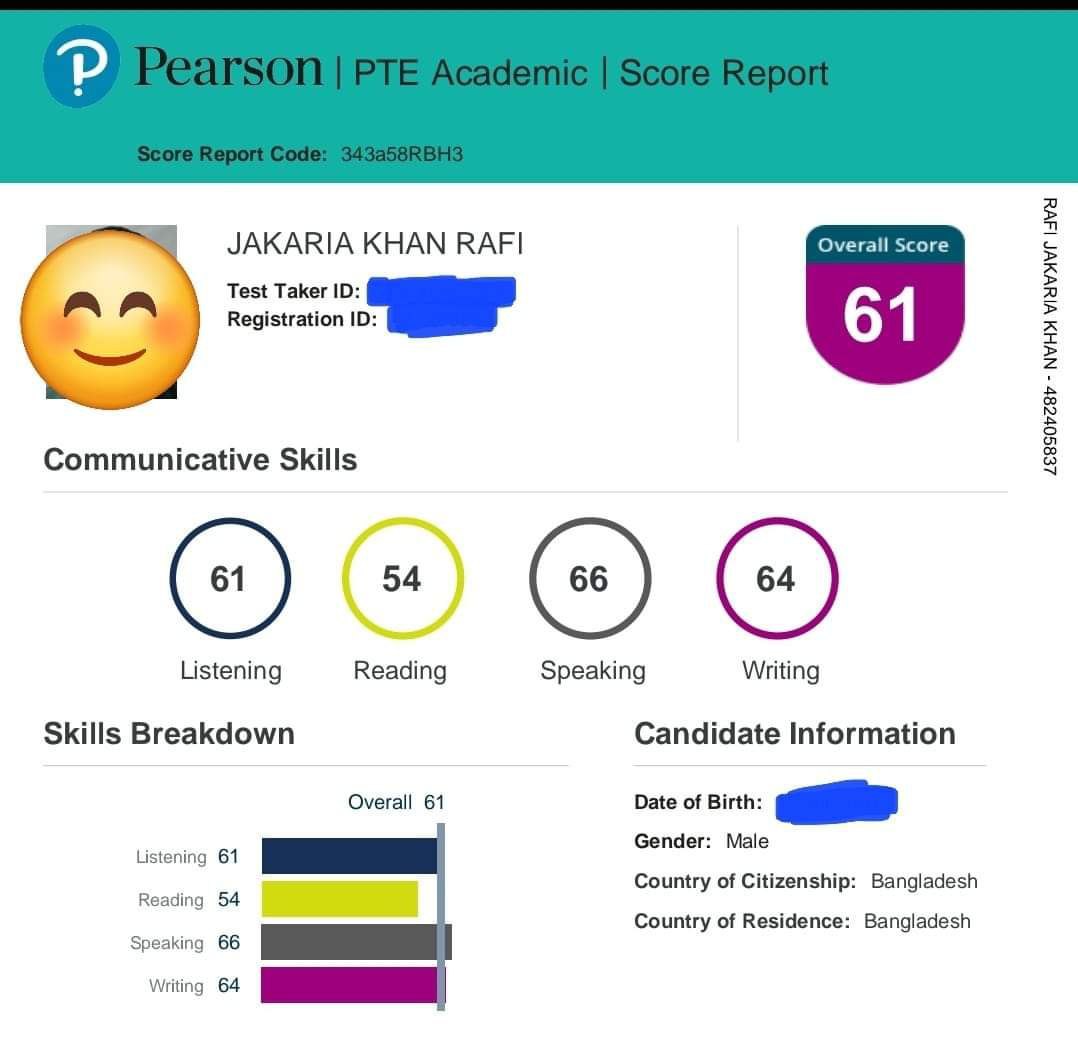 Pearson | PTE Academic | Score Report
Score Report Code: 343a58RBH3
JAKARIA KHAN RAFI
Test Taker ID:
Registration ID:
Overall Score
61
Communicative Skills
61
54
66
64
Listening
Reading
Speaking
Writing
Skills Breakdown
Overall 61
Listening 61
Reading 54
Speaking 66
Writing 64
Candidate Information
Date of Birth:
Gender: Male
Country of Citizenship: Bangladesh
Country of Residence: Bangladesh
RAFI JAKARIA KHAN - 482405837